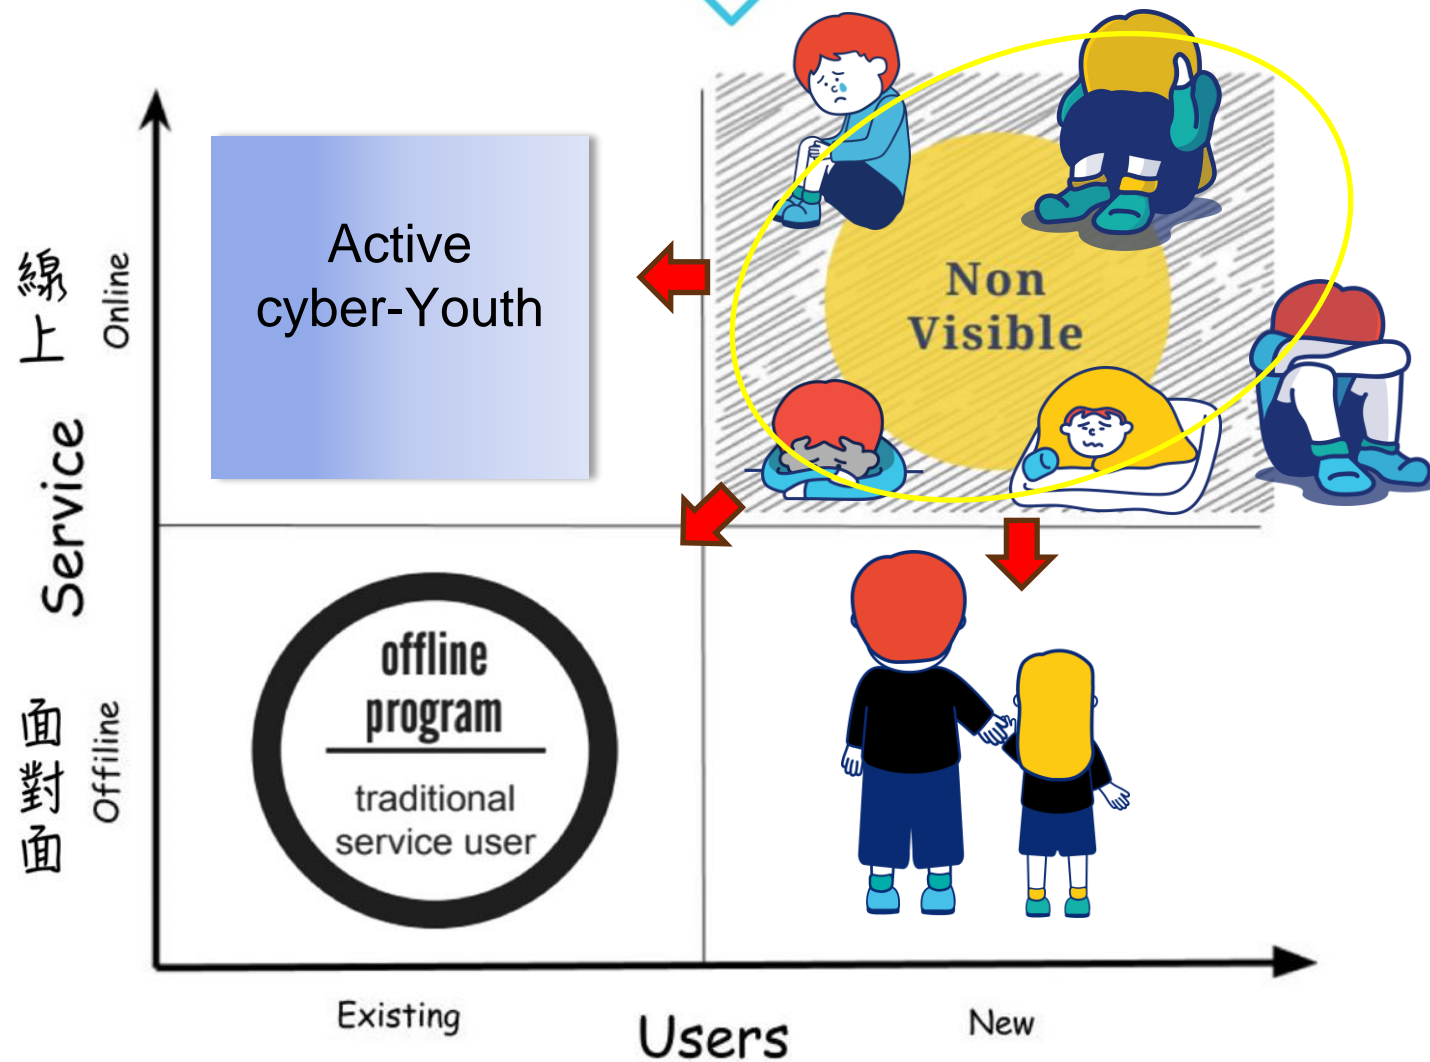 Active
cyber-Youth
Non
Visible
線上
Online
Service
面對面
Offiline
offline
program
traditional
service user
Existing
Users
New